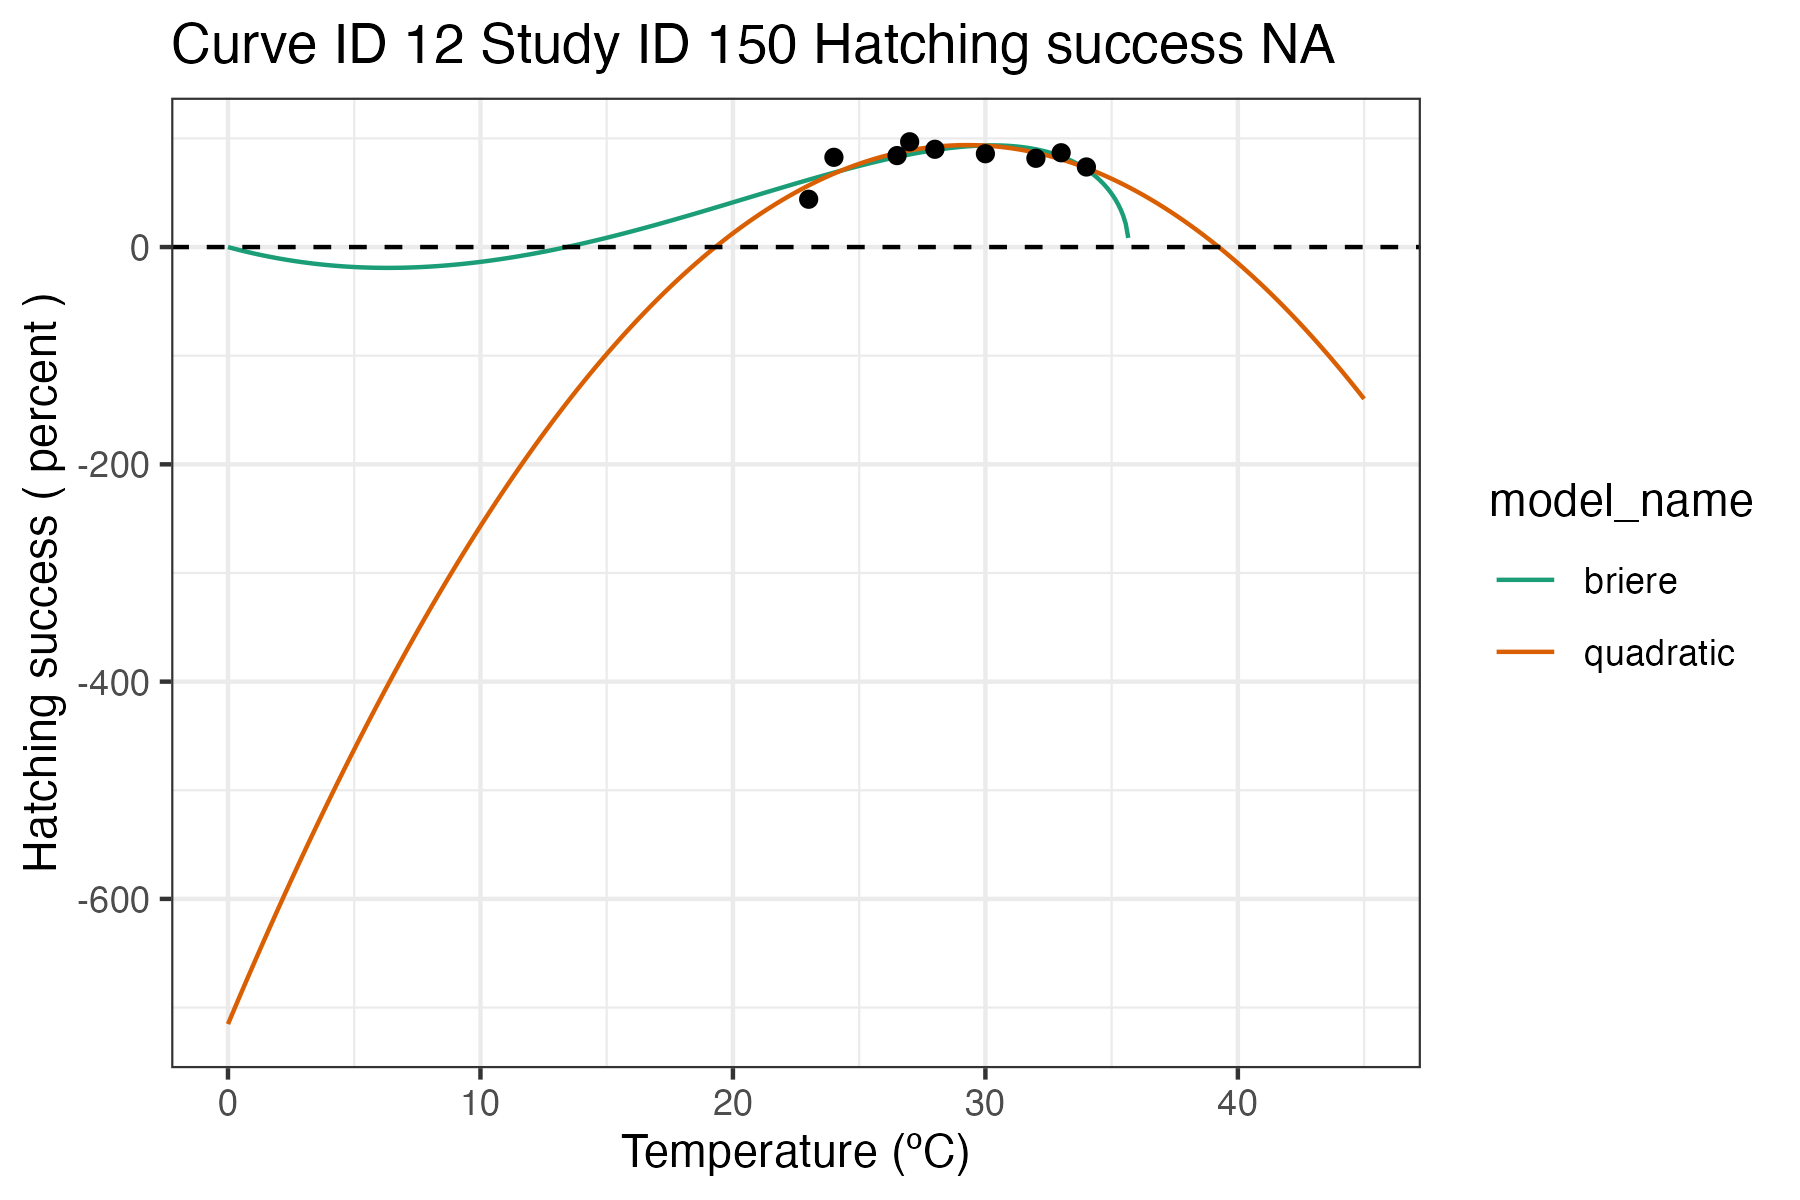 Curve ID 12 Study ID 150 Hatching success NA
Hatching success ( percent )
0
-200
-400
-600
0 10 20 30 40
Temperature (ºC)
model_name
briere
quadratic